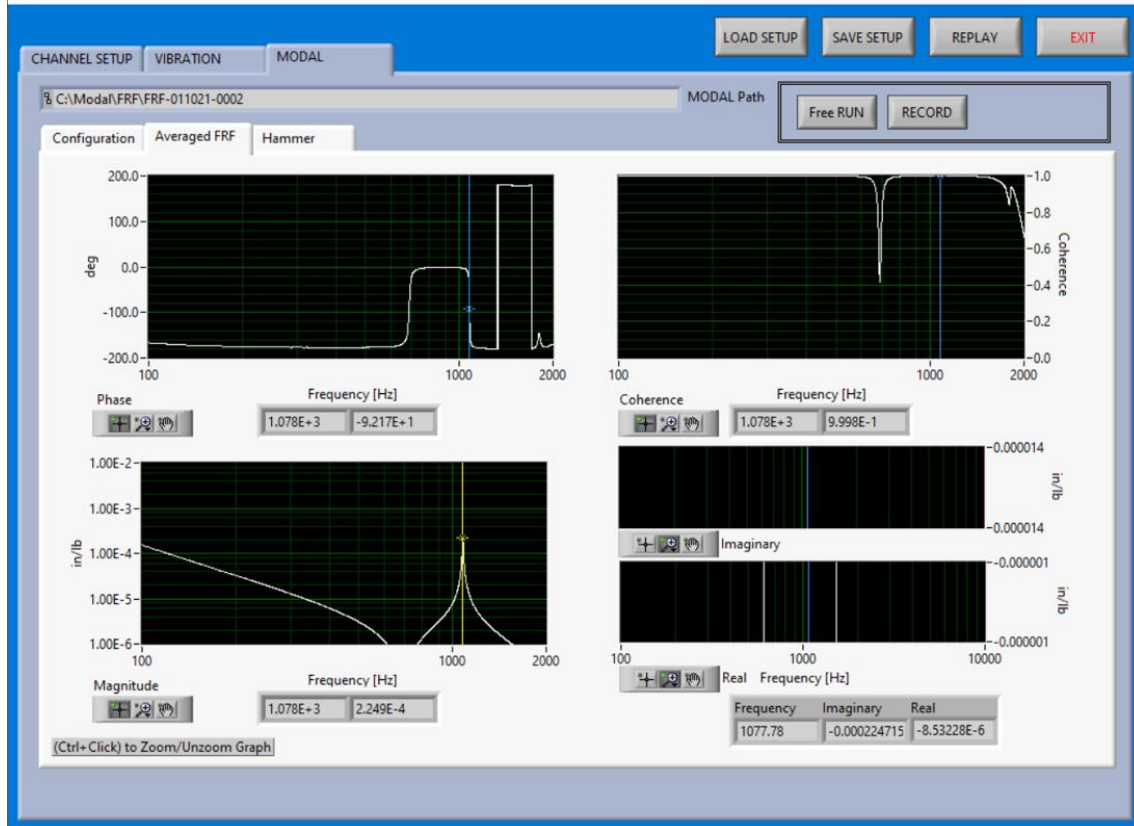 LOAD SETUP SAVE SETUP REPLAY EXIT
CHANNEL SETUP VIBRATION MODAL
C:\Modal\FRF\FRF-011021-0002 MODAL Path
Free RUN RECORD
Configuration Averaged FRF Hammer
200.0
100.0
0.0
-100.0
-200.0
deg
100 1000 2000
Phase Frequency [Hz]
1.078E+3 -9.217E+1
1.0
0.8
0.6
0.4
0.2
0.0
Coherence
100 1000 2000
Coherence Frequency [Hz]
1.078E+3 9.998E-1
1.00E-2
1.00E-3
1.00E-4
1.00E-5
1.00E-6
in/lb
100 1000 2000
Magnitude Frequency [Hz]
1.078E+3 2.249E-4
(Ctrl+Click) to Zoom/Unzoom Graph
-0.000014
in/lb
-0.000014
Imaginary
-0.000001
in/lb
-0.000001
100 1000 10000
Real Frequency [Hz]
Frequency Imaginary Real
1077.78 -0.000224715 -8.53228E-6